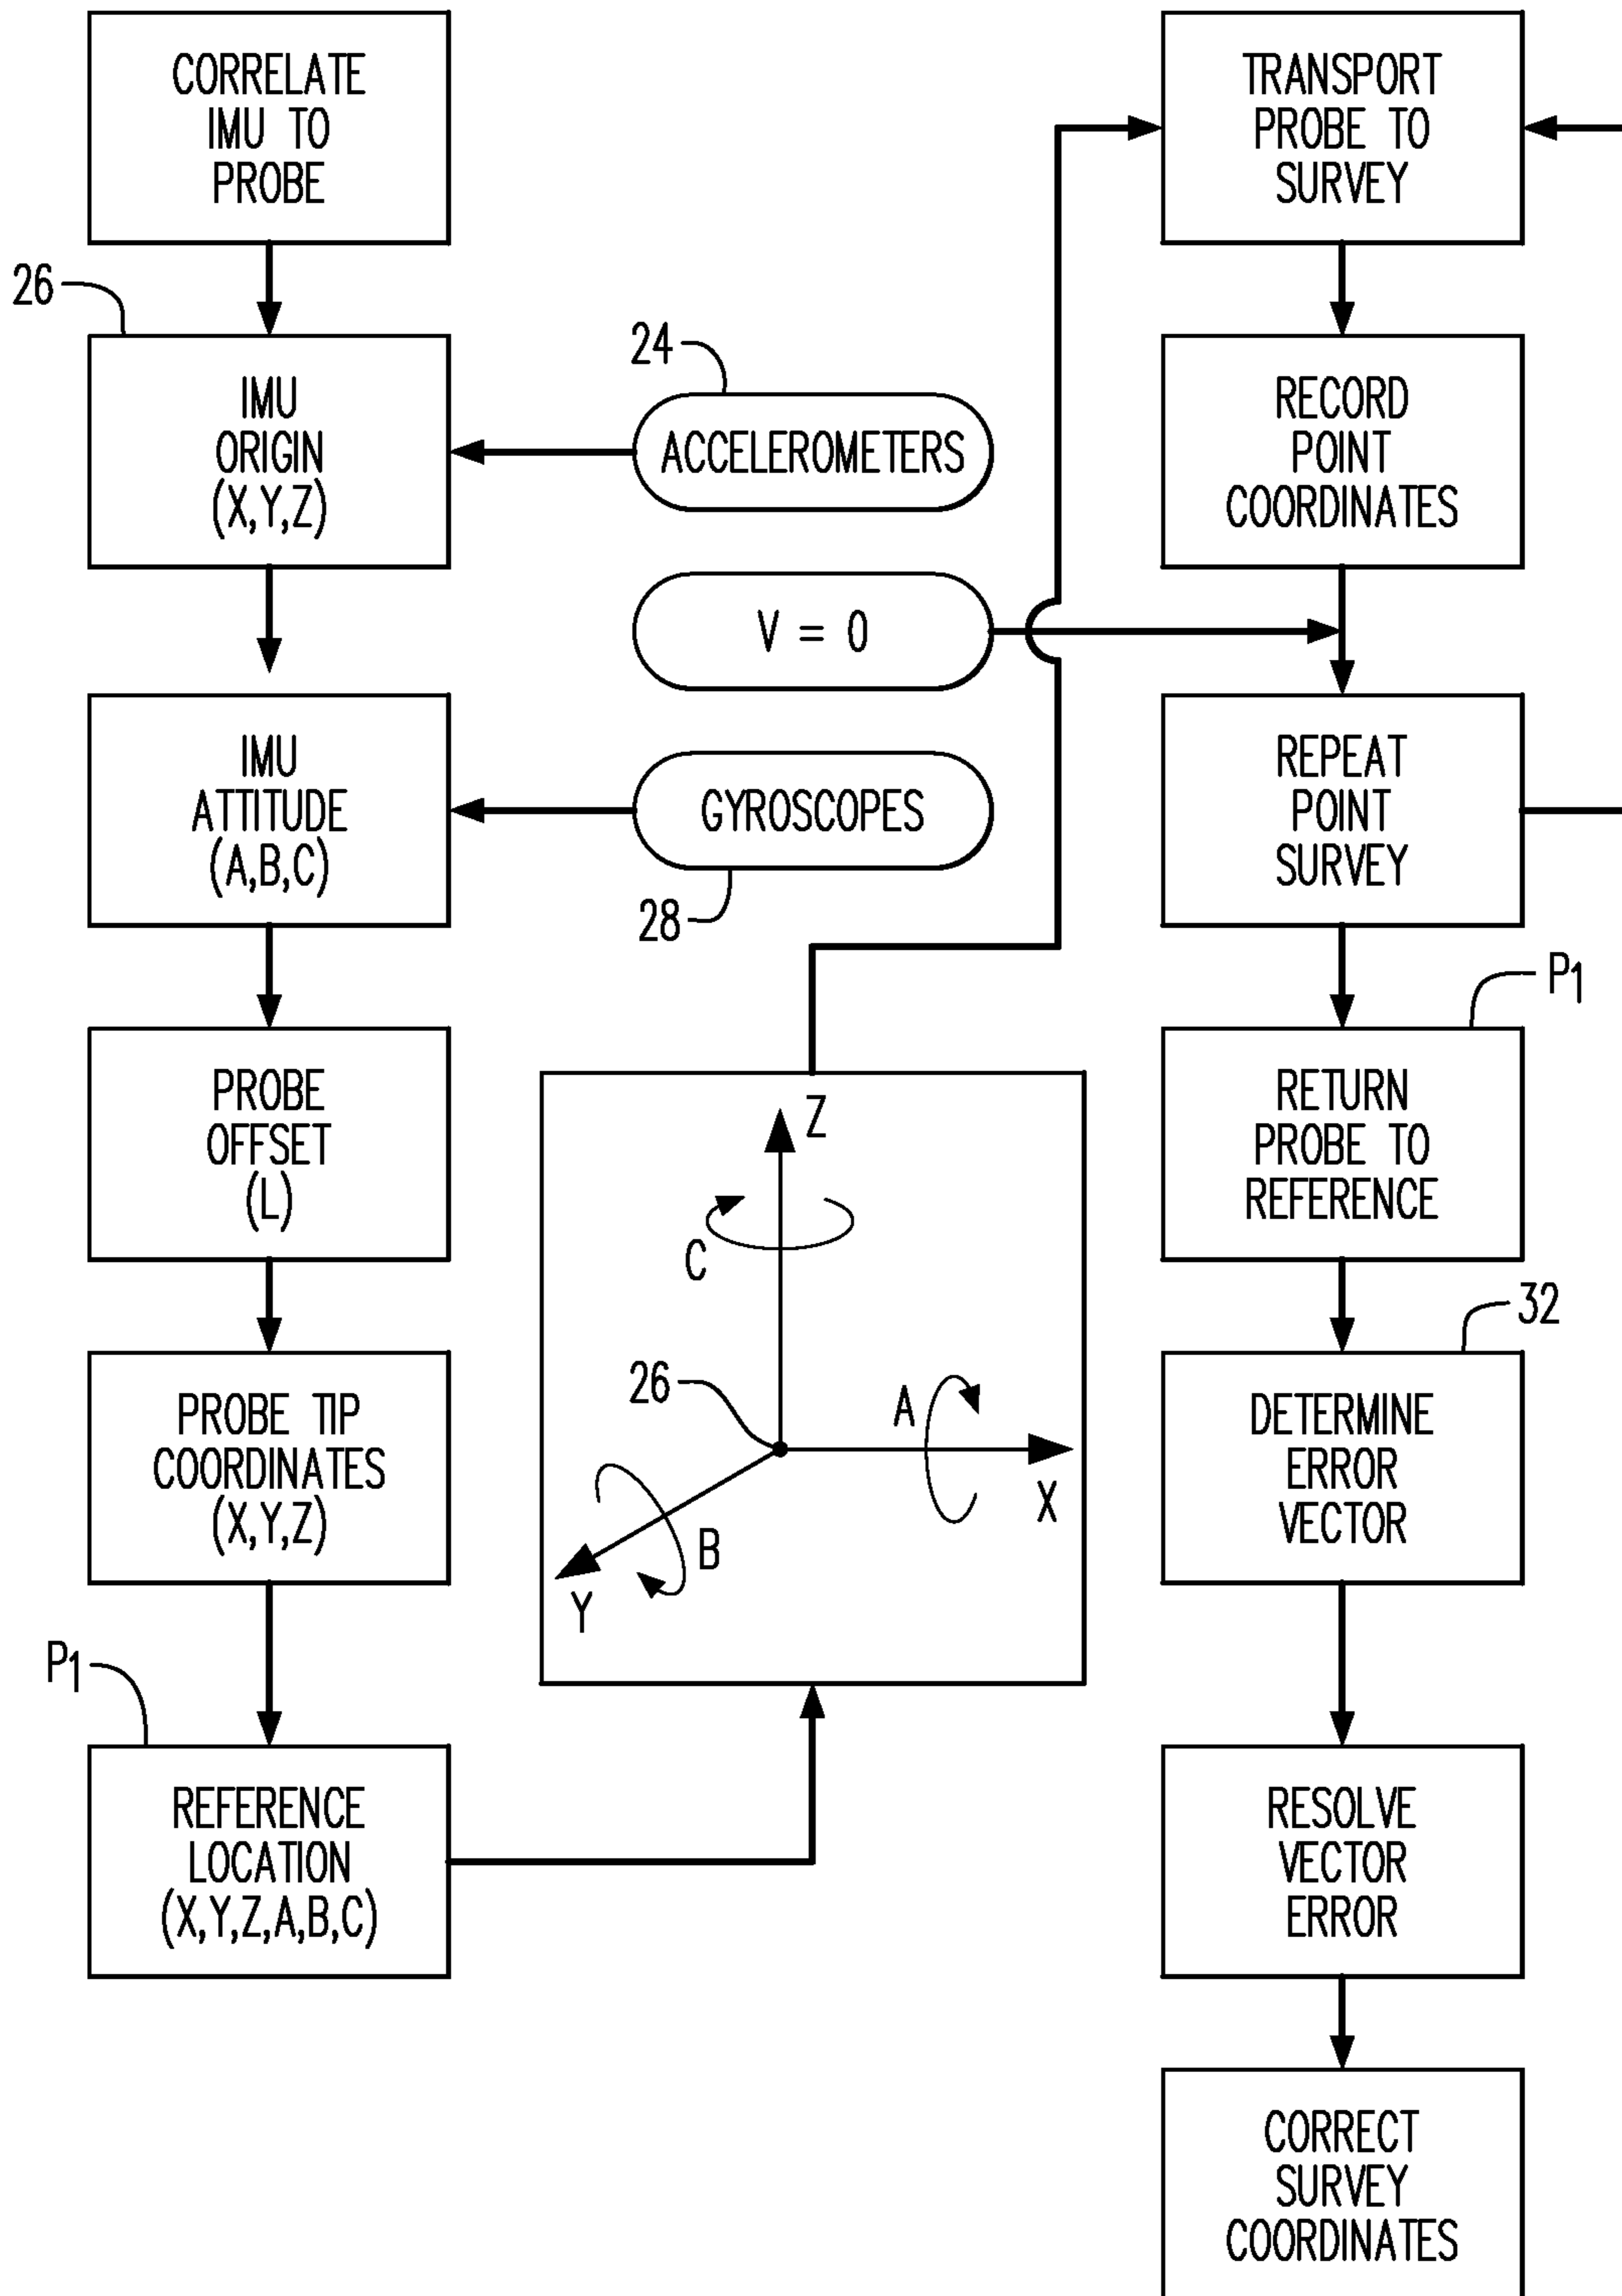 CORRELATE
IMU TO
PROBE
26
IMU
ORIGIN
(X,Y,Z)
IMU
ATTITUDE
(A,B,C)
PROBE
OFFSET
(L)
PROBE TIP
COORDINATES
(X,Y,Z)
P1
REFERENCE
LOCATION
(X,Y,Z,A,B,C)
24
ACCELEROMETERS
V = 0
GYROSCOPES
28
Z
C
26
A
X
B
Y
TRANSPORT
PROBE TO
SURVEY
RECORD
POINT
COORDINATES
REPEAT
POINT
SURVEY
P1
RETURN
PROBE TO
REFERENCE
32
DETERMINE
ERROR
VECTOR
RESOLVE
VECTOR
ERROR
CORRECT
SURVEY
COORDINATES